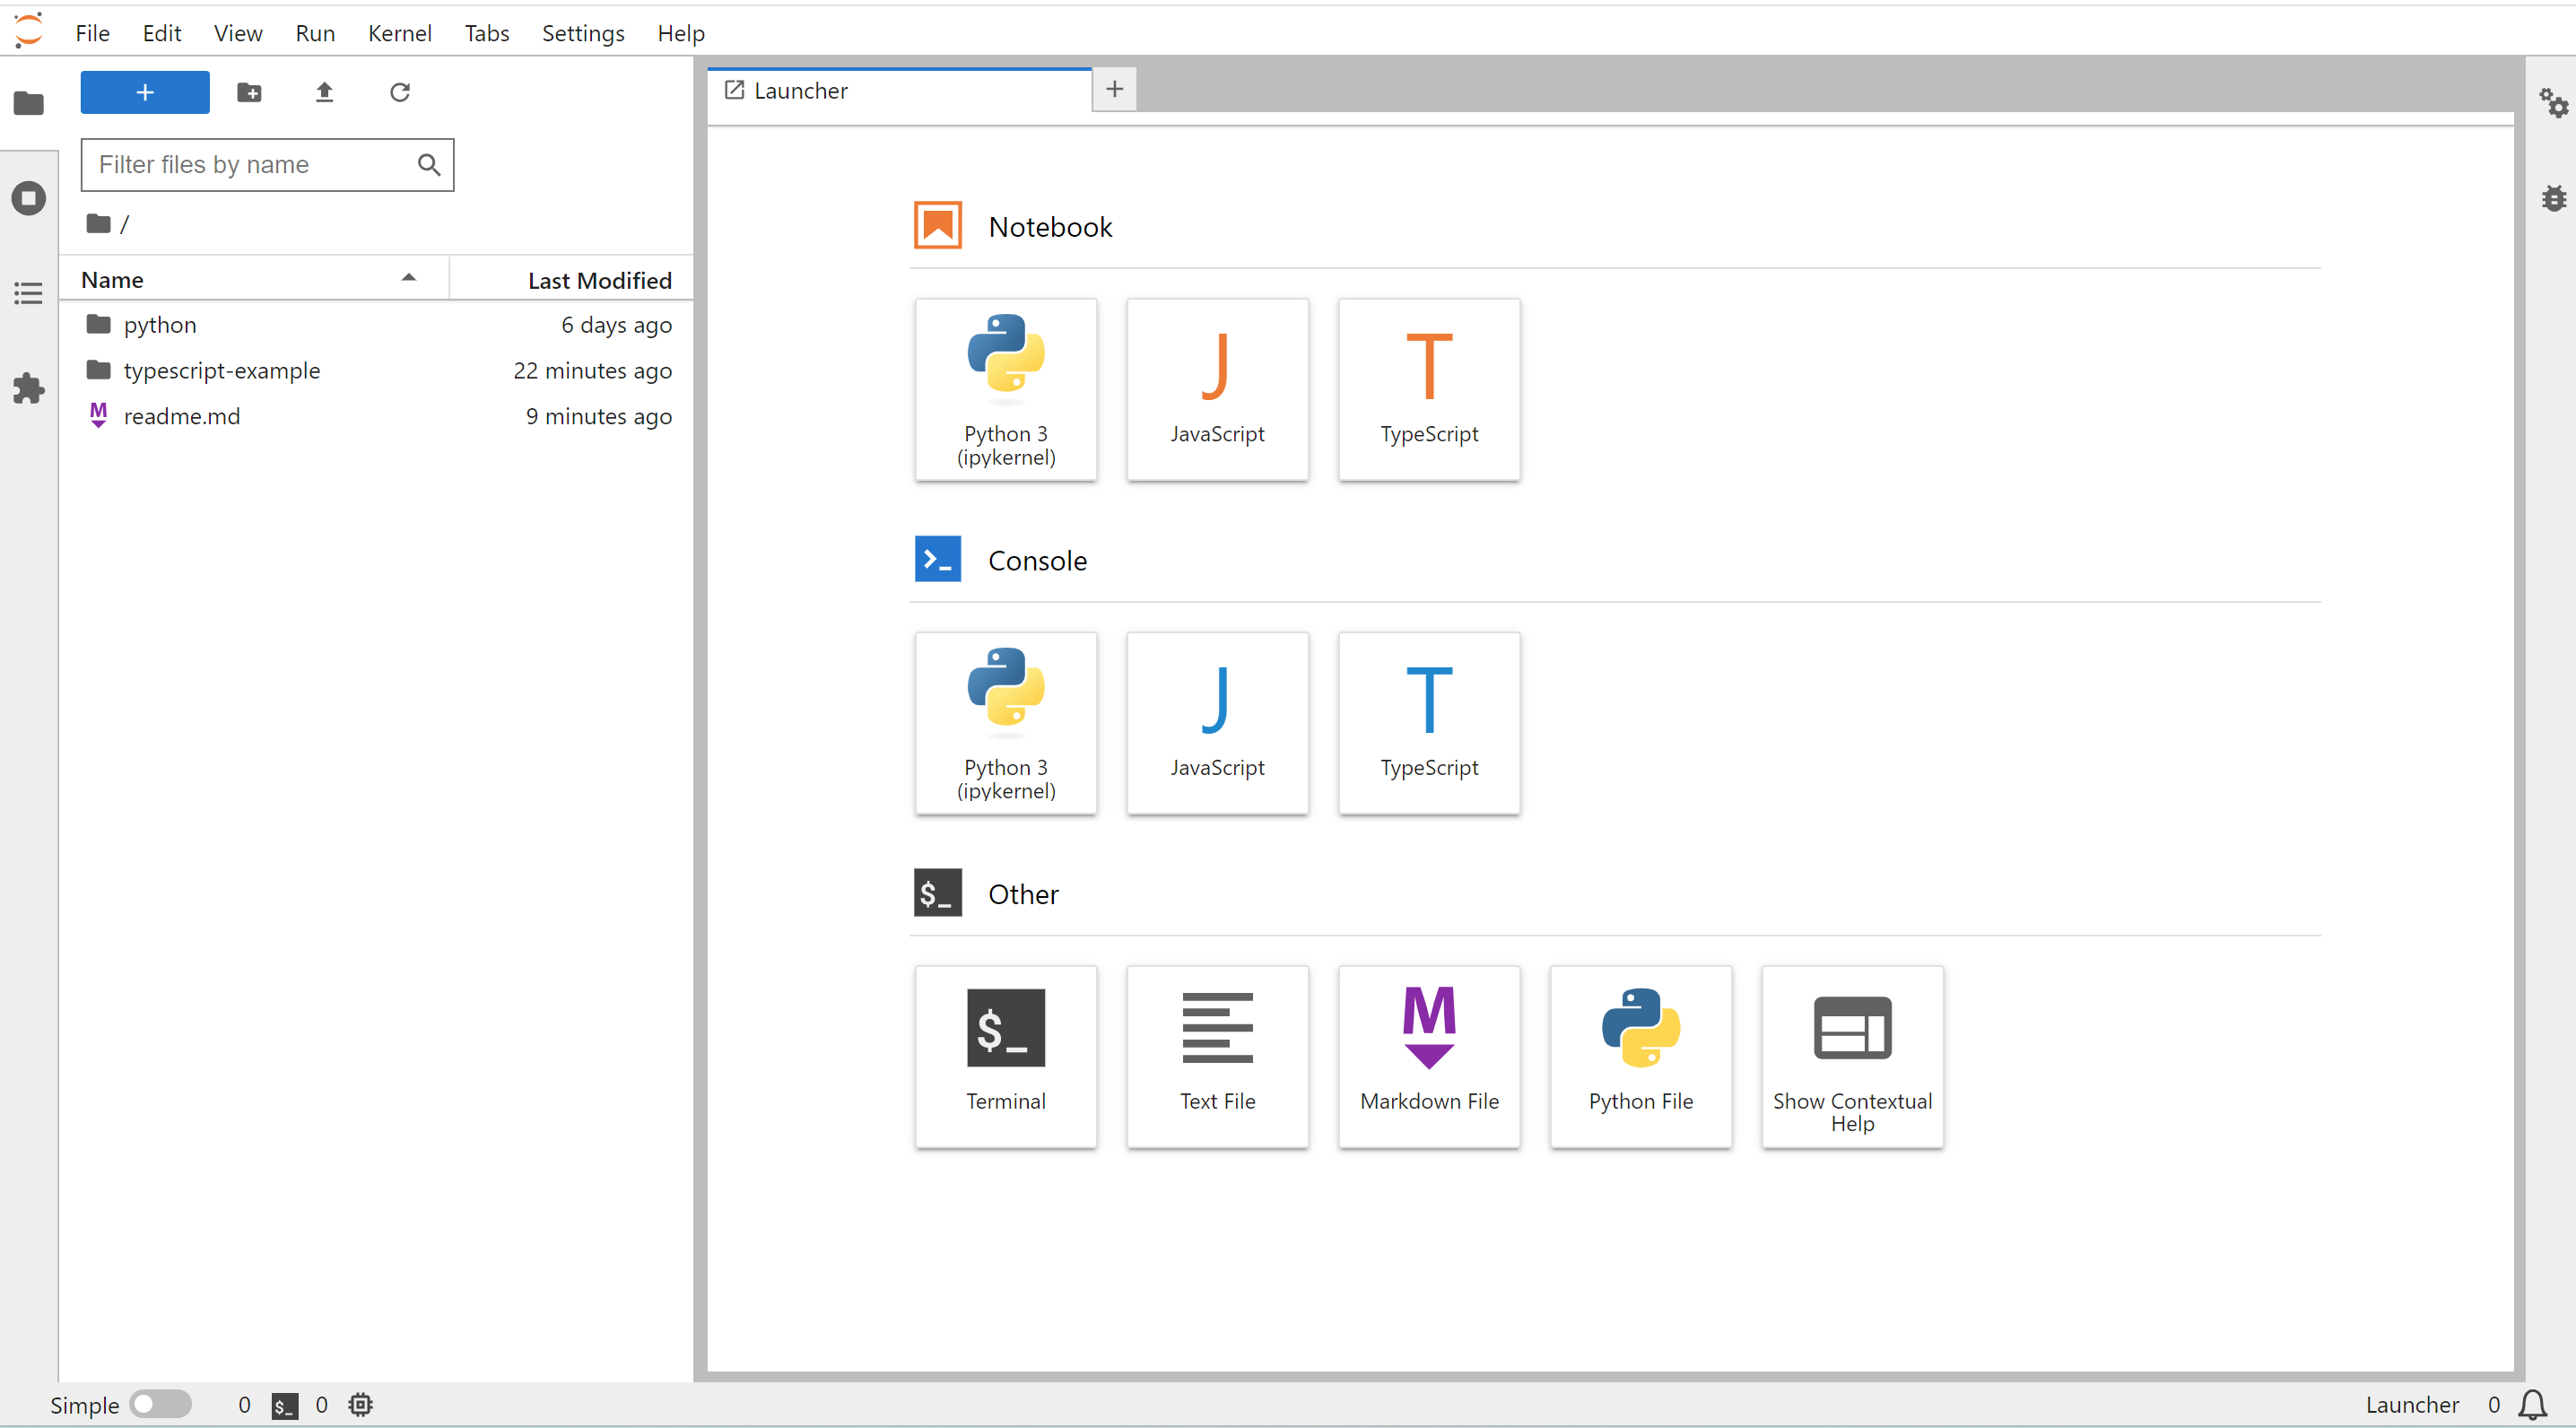 File Edit View Run Kernel Tabs Settings Help
+
Filter files by name
/
Name Last Modified
python 6 days ago
typescript-example 22 minutes ago
M readme.md 9 minutes ago
Launcher +
Notebook
Python 3
(ipykernel)
J
JavaScript
T
TypeScript
>_ Console
Python 3
(ipykernel)
J
JavaScript
T
TypeScript
$_ Other
$_
Terminal
Text File
M
Markdown File
Python File
Show Contextual
Help
Simple 0 $_ 0
Launcher 0